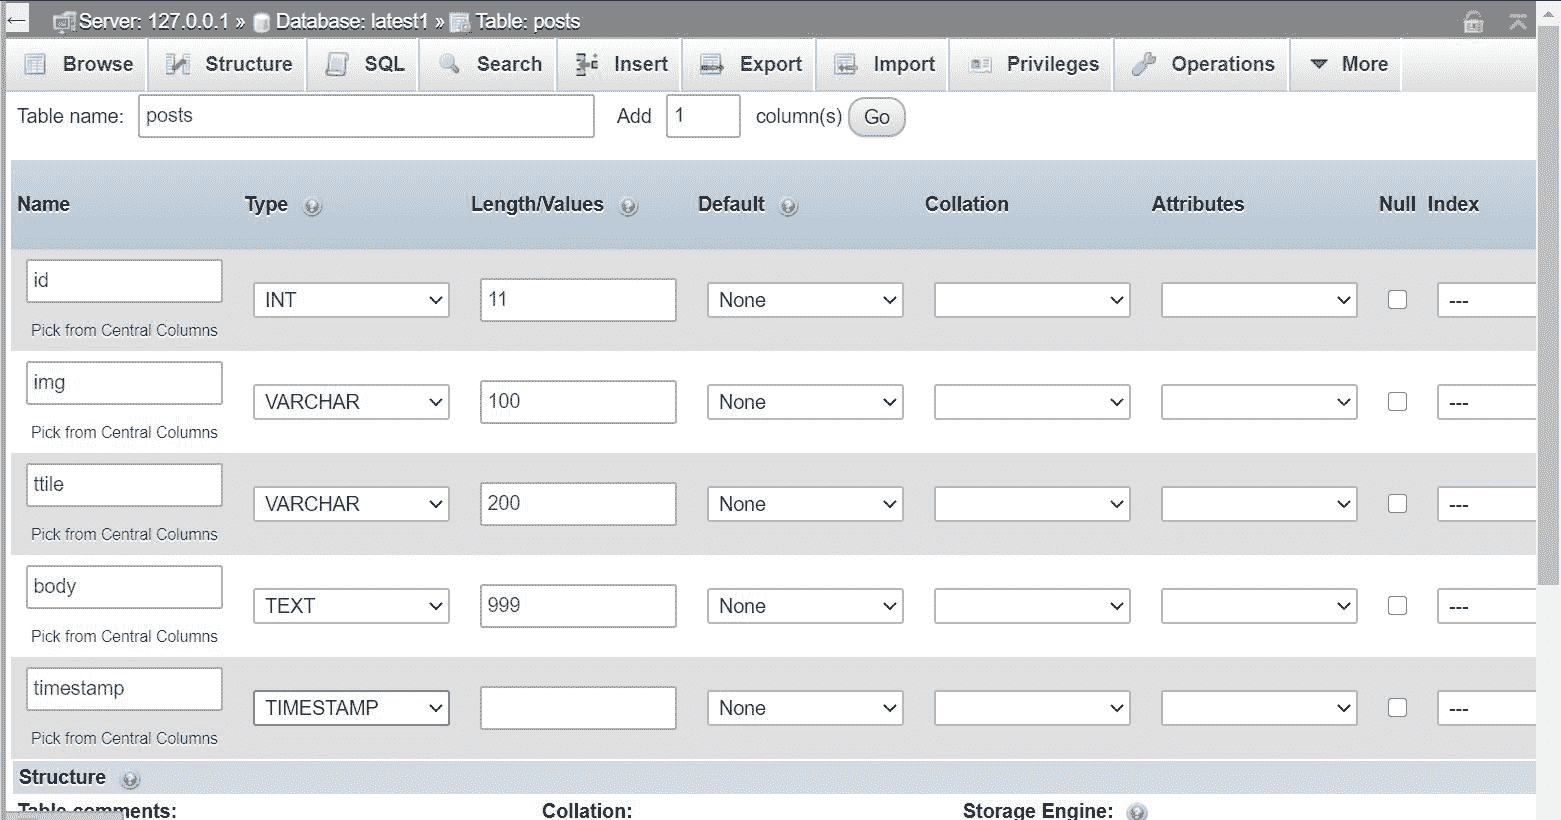 Server: 127.0.0.1 » Database: latest1 » Table: posts
Browse Structure SQL Search Insert Export Import Privileges Operations More
Table name: posts Add 1 column(s) Go
Name Type Length/Values Default Collation Attributes Null Index
id INT 11 None ---
Pick from Central Columns
img VARCHAR 100 None ---
Pick from Central Columns
ttile VARCHAR 200 None ---
Pick from Central Columns
body TEXT 999 None ---
Pick from Central Columns
timestamp TIMESTAMP None ---
Pick from Central Columns
Structure
Table comments: Collation: Storage Engine: